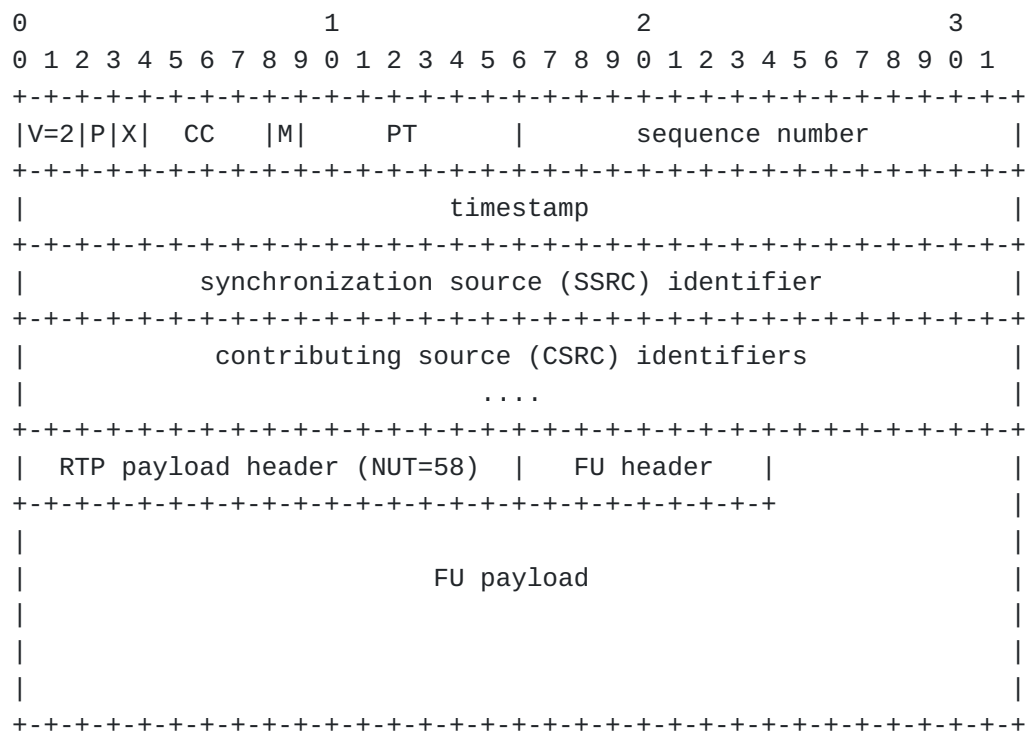 0                   1                   2                   3
0 1 2 3 4 5 6 7 8 9 0 1 2 3 4 5 6 7 8 9 0 1 2 3 4 5 6 7 8 9 0 1
+-+-+-+-+-+-+-+-+-+-+-+-+-+-+-+-+-+-+-+-+-+-+-+-+-+-+-+-+-+-+-+-+
|V=2|P|X|  CC   |M|     PT      |       sequence number         |
+-+-+-+-+-+-+-+-+-+-+-+-+-+-+-+-+-+-+-+-+-+-+-+-+-+-+-+-+-+-+-+-+
|                           timestamp                           |
+-+-+-+-+-+-+-+-+-+-+-+-+-+-+-+-+-+-+-+-+-+-+-+-+-+-+-+-+-+-+-+-+
|           synchronization source (SSRC) identifier            |
+-+-+-+-+-+-+-+-+-+-+-+-+-+-+-+-+-+-+-+-+-+-+-+-+-+-+-+-+-+-+-+-+
|            contributing source (CSRC) identifiers             |
|                             ....                              |
+-+-+-+-+-+-+-+-+-+-+-+-+-+-+-+-+-+-+-+-+-+-+-+-+-+-+-+-+-+-+-+-+
|  RTP payload header (NUT=58)  |   FU header   |               |
+-+-+-+-+-+-+-+-+-+-+-+-+-+-+-+-+-+-+-+-+-+-+-+-+               |
|                                                               |
|                          FU payload                           |
|                                                               |
|                                                               |
|                                                               |
+-+-+-+-+-+-+-+-+-+-+-+-+-+-+-+-+-+-+-+-+-+-+-+-+-+-+-+-+-+-+-+-+